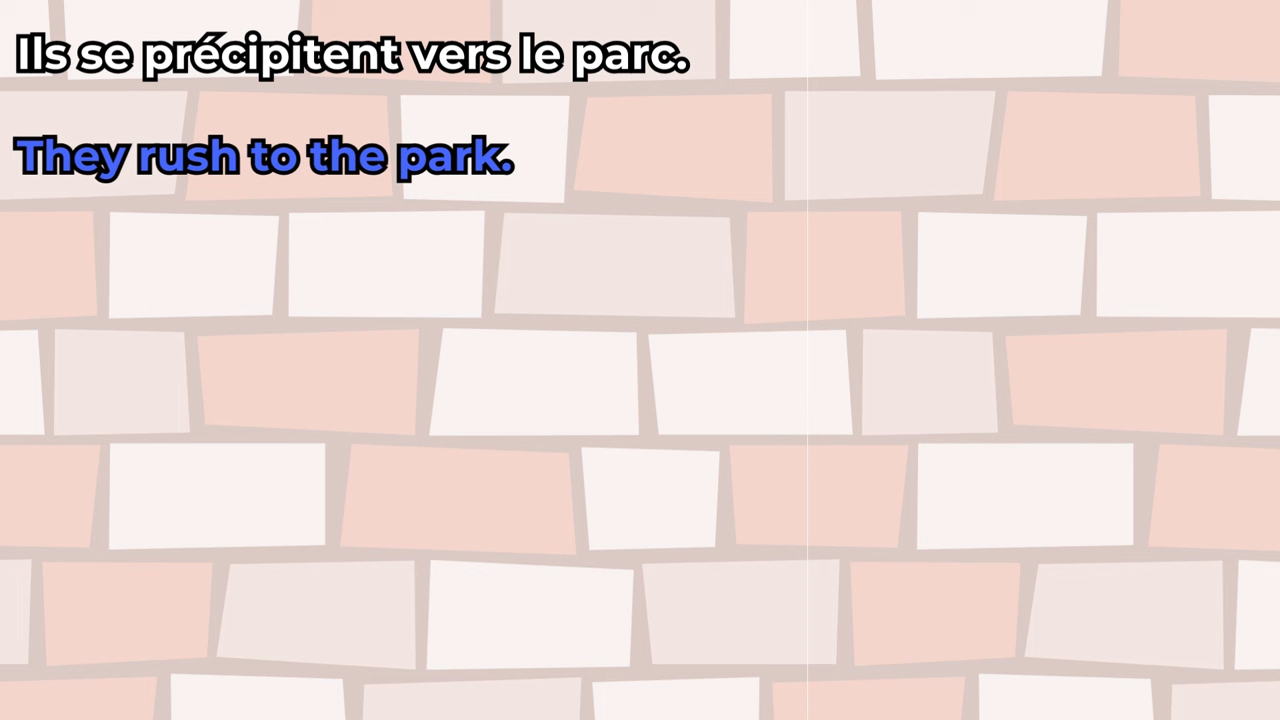 Ils se précipitent vers le parc.
They rush to the park.